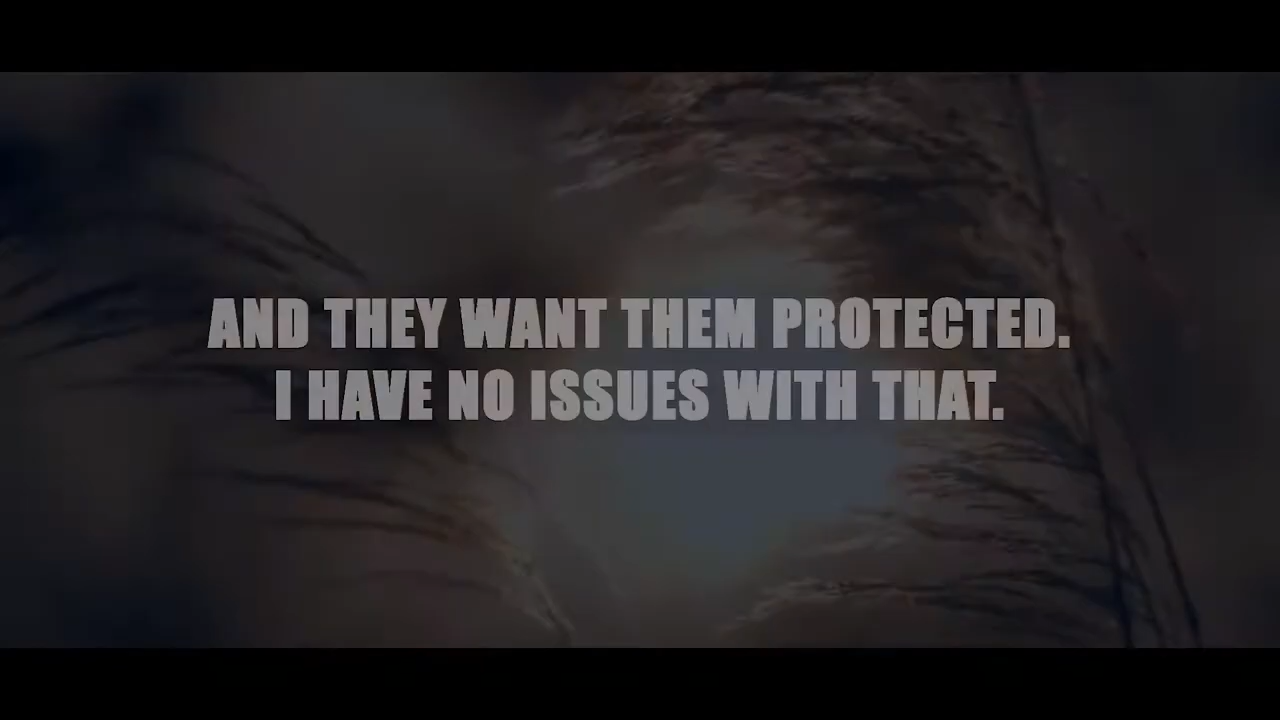 AND THEY WANT THEM PROTECTED.
I HAVE NO ISSUES WITH THAT.